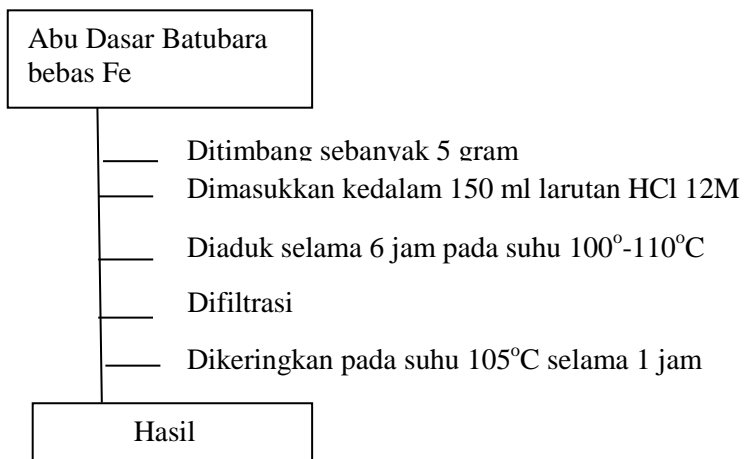 Abu Dasar Batubara
bebas Fe
Ditimbang sebanyak 5 gram
Dimasukkan kedalam 150 ml larutan HCl 12M
Diaduk selama 6 jam pada suhu 100°-110°C
Difiltrasi
Dikeringkan pada suhu 105°C selama 1 jam
Hasil